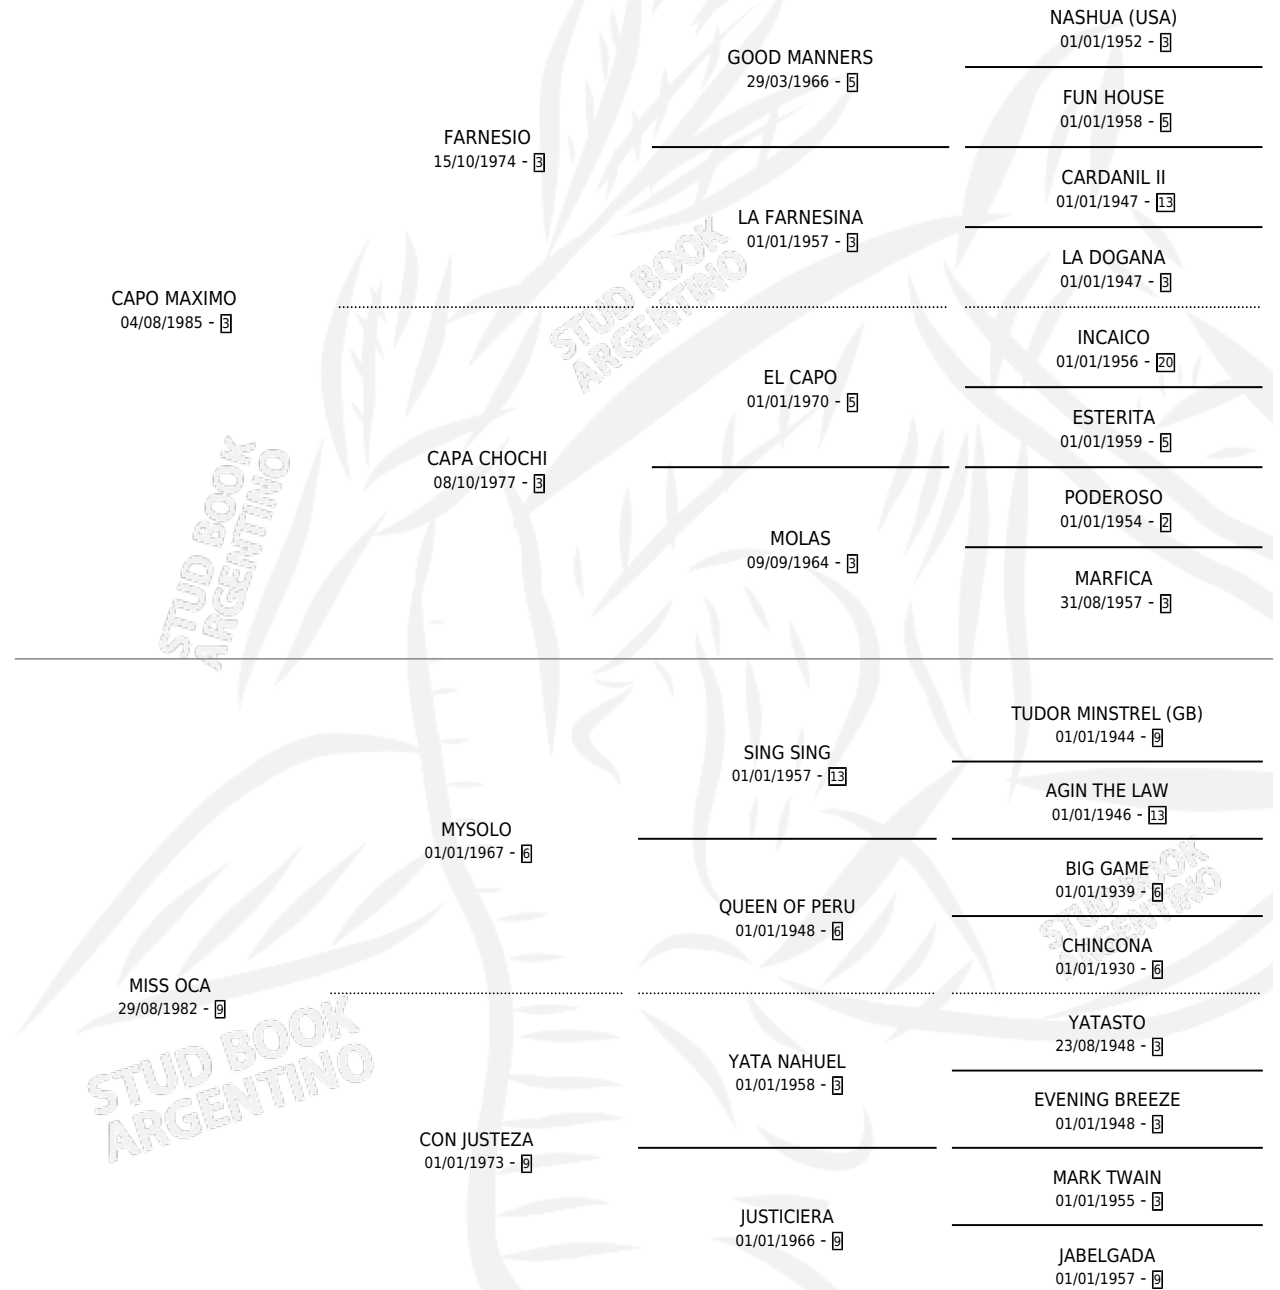 NASHUA (USA)
01/01/1952 - 3
GOOD MANNERS
29/03/1966 - 5
FUN HOUSE
01/01/1958 - 5
FARNESIO
15/10/1974 - 3
CARDANIL II
01/01/1947 - 13
LA FARNESINA
01/01/1957 - 3
LA DOGANA
01/01/1947 - 3
CAPO MAXIMO
04/08/1985 - 3
INCAICO
01/01/1956 - 20
EL CAPO
01/01/1970 - 5
ESTERITA
01/01/1959 - 5
CAPA CHOCHI
08/10/1977 - 3
PODEROSO
01/01/1954 - 2
MOLAS
09/09/1964 - 3
MARFICA
31/08/1957 - 3
STUD BOOK
ARGENTINO
STUD BOOK
ARGENTINO
TUDOR MINSTREL (GB)
01/01/1944 - 9
SING SING
01/01/1957 - 13
AGIN THE LAW
01/01/1946 - 13
MYSOLO
01/01/1967 - 6
BIG GAME
01/01/1939 - 6
QUEEN OF PERU
01/01/1948 - 6
CHINCONA
01/01/1930 - 6
MISS OCA
29/08/1982 - 9
YATASTO
23/08/1948 - 3
YATA NAHUEL
01/01/1958 - 3
EVENING BREEZE
01/01/1948 - 3
CON JUSTEZA
01/01/1973 - 9
MARK TWAIN
01/01/1955 - 3
JUSTICIERA
01/01/1966 - 9
JABELGADA
01/01/1957 - 9
STUD BOOK
ARGENTINO
STUD BOOK
ARGENTINO